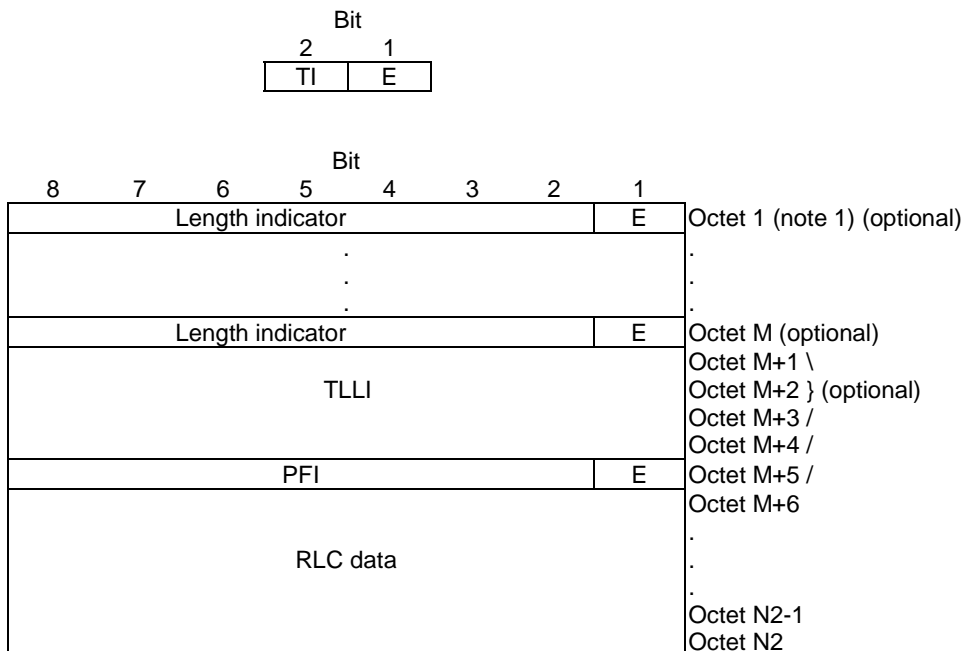 Bit
2 1
TI E
Bit
8 7 6 5 4 3 2 1
Length indicator E Octet 1 (note 1) (optional)
. .
. .
. .
Length indicator E Octet M (optional)
Octet M+1 \
TLLI Octet M+2 } (optional)
Octet M+3 /
Octet M+4 /
PFI E Octet M+5 /
Octet M+6
.
RLC data .
.
Octet N2-1
Octet N2